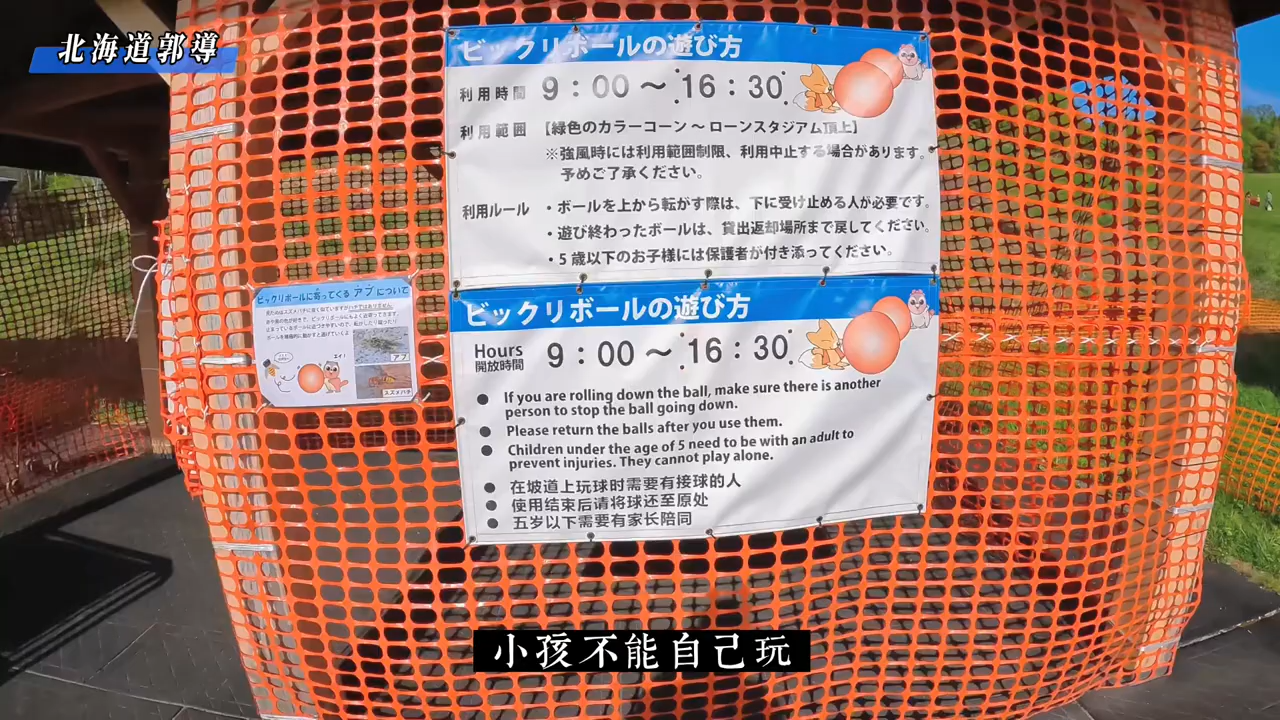 北海道郭導
ビックリボールの遊び方
利用時間 9：00～16：30
利用範囲 【緑色のカラーコーン～ローンスタジアム頂上】
※強風時には利用範囲制限、利用中止する場合があります。
予めご了承ください。
利用ルール ・ボールを上から転がす際は、下に受け止める人が必要です。
・遊び終わったボールは、貸出返却場所まで戻してください。
・5歳以下のお子様には保護者が付き添ってください。
ビックリボールに寄ってくるアブについて
アブ
スズメバチ
ビックリボールの遊び方
Hours
開放時間
9：00～16：30
● If you are rolling down the ball, make sure there is another
person to stop the ball going down.
● Please return the balls after you use them.
● Children under the age of 5 need to be with an adult to
prevent injuries. They cannot play alone.
● 在坡道上玩球时需要有接球的人
● 使用结束后请将球还至原处
● 五岁以下需要有家长陪同
小孩不能自己玩